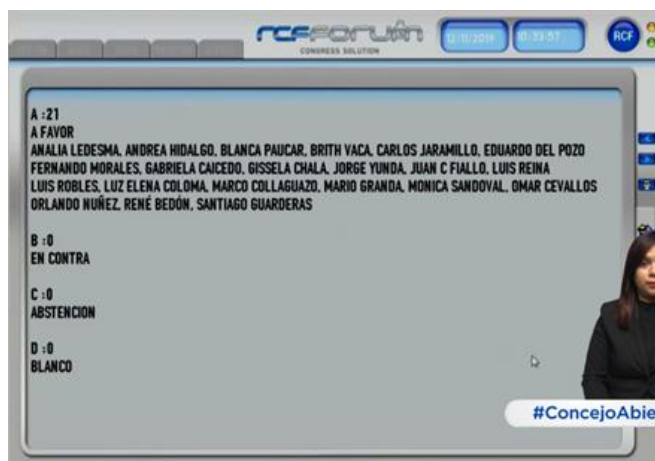 RCFFORUM
CONGRESS SOLUTION
12/11/2019
10:33:57
RCF
A :21
A FAVOR
ANALIA LEDESMA, ANDREA HIDALGO, BLANCA PAUCAR, BRITH VACA, CARLOS JARAMILLO, EDUARDO DEL POZO
FERNANDO MORALES, GABRIELA CAICEDO, GISSELA CHALA, JORGE YUNDA, JUAN C FIALLO, LUIS REINA
LUIS ROBLES, LUZ ELENA COLOMA, MARCO COLLAGUAZO, MARIO GRANDA, MONICA SANDOVAL, OMAR CEVALLOS
ORLANDO NUÑEZ, RENÉ BEDÓN, SANTIAGO GUARDERAS
B :0
EN CONTRA
C :0
ABSTENCION
D :0
BLANCO
#ConcejoAbie